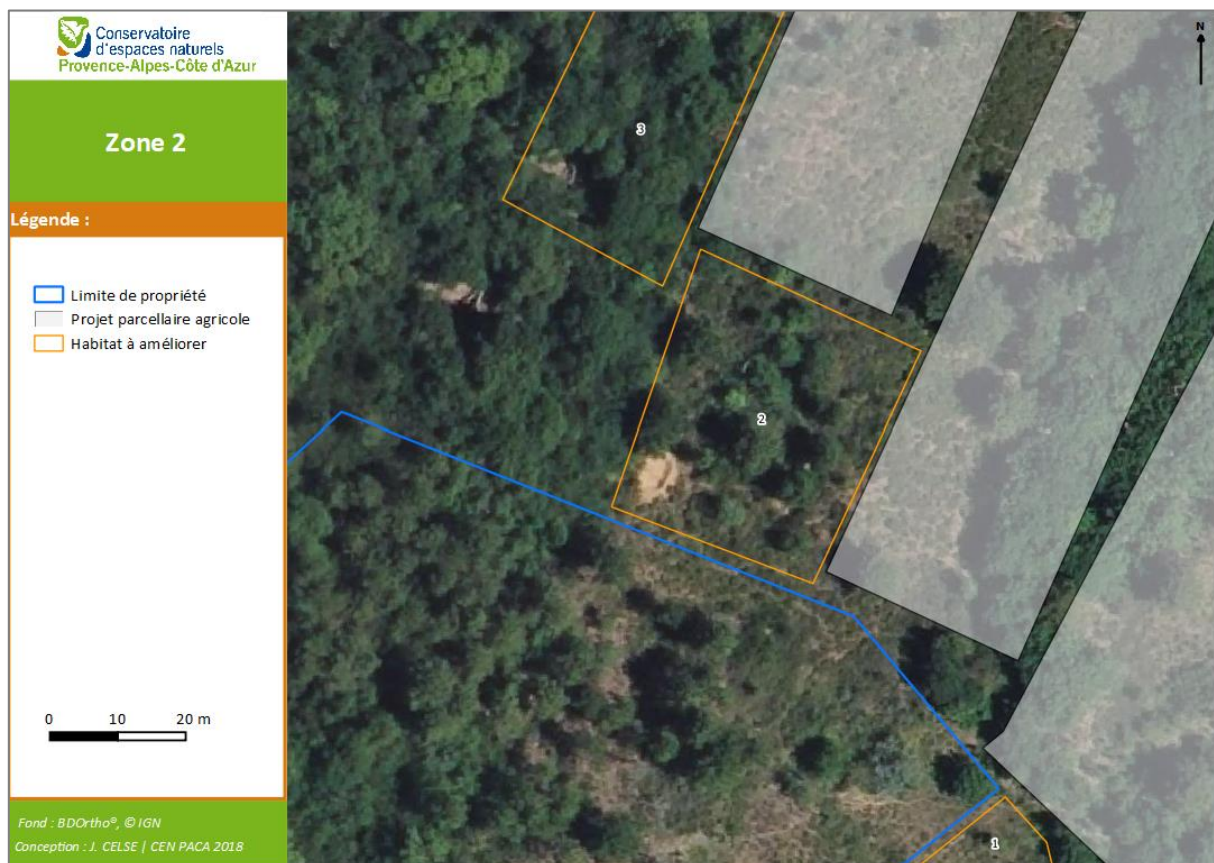 Conservatoire
d'espaces naturels
Provence-Alpes-Côte d'Azur
Zone 2
Légende :
Limite de propriété
Projet parcellaire agricole
Habitat à améliorer
0 10 20 m
Fond : BDOrtho®, © IGN
Conception : J. CELSE | CEN PACA 2018
N
3
2
1